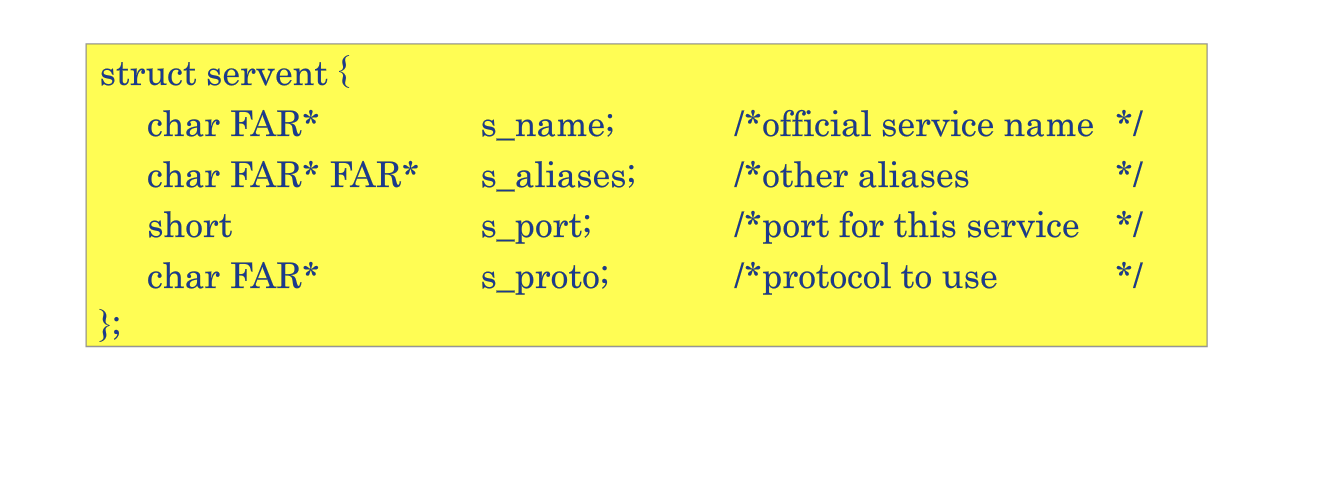 struct servent {
char FAR* s_name; /*official service name */
char FAR* FAR* s_aliases; /*other aliases */
short s_port; /*port for this service */
char FAR* s_proto; /*protocol to use */
};